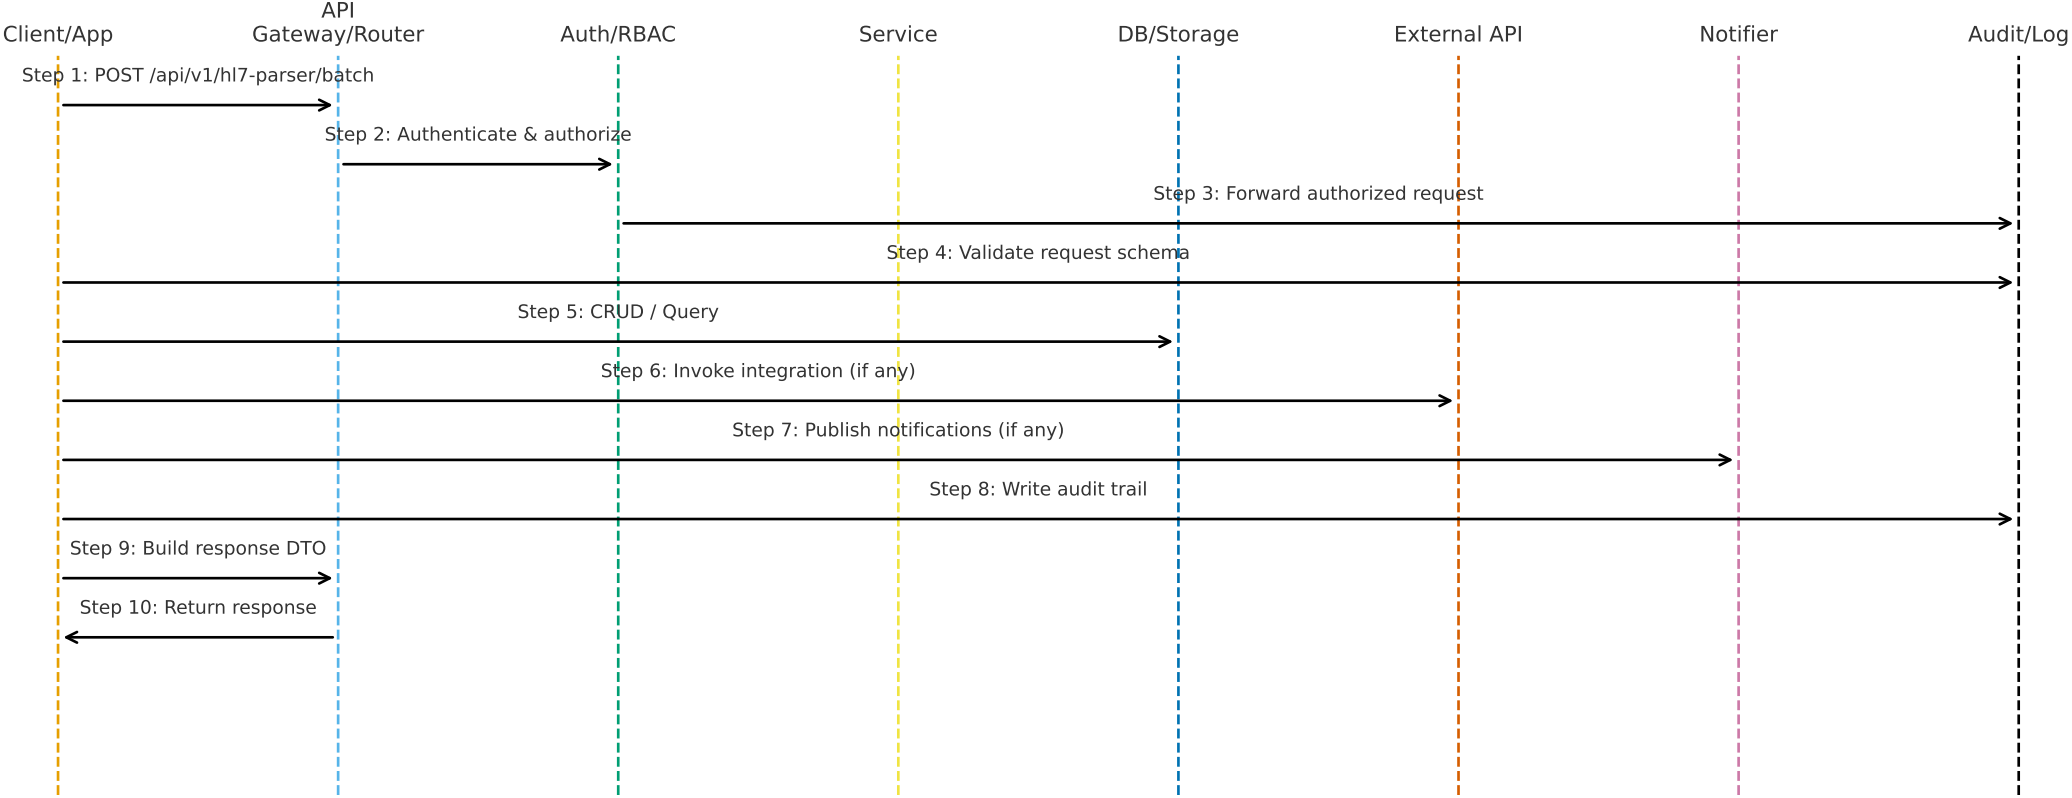 API
Client/App Gateway/Router Auth/RBAC Service DB/Storage External API Notifier Audit/Log
Step 1: POST /api/v1/hl7-parser/batch
Step 2: Authenticate & authorize
Step 3: Forward authorized request
Step 4: Validate request schema
Step 5: CRUD / Query
Step 6: Invoke integration (if any)
Step 7: Publish notifications (if any)
Step 8: Write audit trail
Step 9: Build response DTO
Step 10: Return response